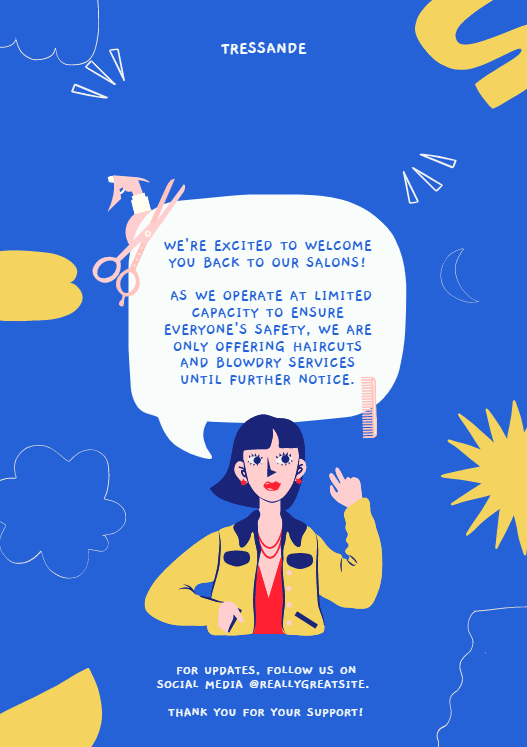 TRESSANDE
WE'RE EXCITED TO WELCOME
YOU BACK TO OUR SALONS!
AS WE OPERATE AT LIMITED
CAPACITY TO ENSURE
EVERYONE'S SAFETY, WE ARE
ONLY OFFERING HAIRCUTS
AND BLOWDRY SERVICES
UNTIL FURTHER NOTICE.
FOR UPDATES, FOLLOW US ON
SOCIAL MEDIA @REALLYGREATSITE.
THANK YOU FOR YOUR SUPPORT!